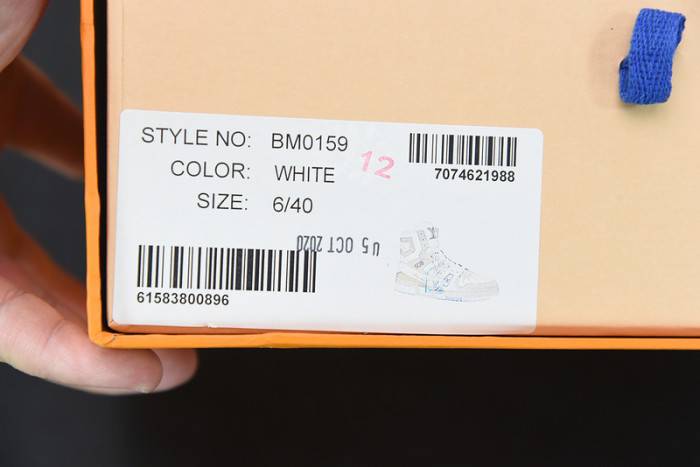 STYLE NO: BM0159
12
COLOR: WHITE
SIZE: 6/40
7074621988
05 OCT 2020
61583800896